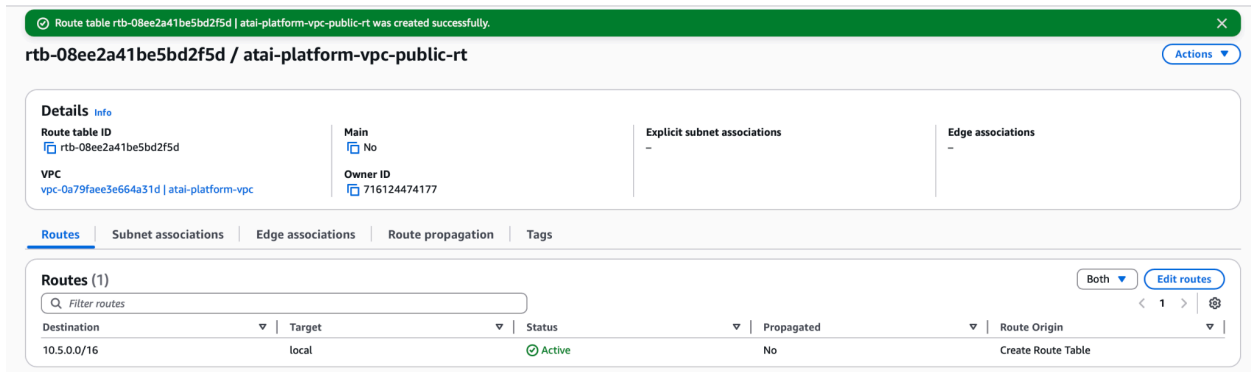 Route table rtb-08ee2a41be5bd2f5d | atai-platform-vpc-public-rt was created successfully.
rtb-08ee2a41be5bd2f5d / atai-platform-vpc-public-rt
Actions
Details Info
Route table ID Main Explicit subnet associations Edge associations
rtb-08ee2a41be5bd2f5d No – –
VPC Owner ID
vpc-0a79faee3e664a31d | atai-platform-vpc 716124474177
Routes Subnet associations Edge associations Route propagation Tags
Routes (1) Both Edit routes
Filter routes 1
Destination Target Status Propagated Route Origin
10.5.0.0/16 local Active No Create Route Table